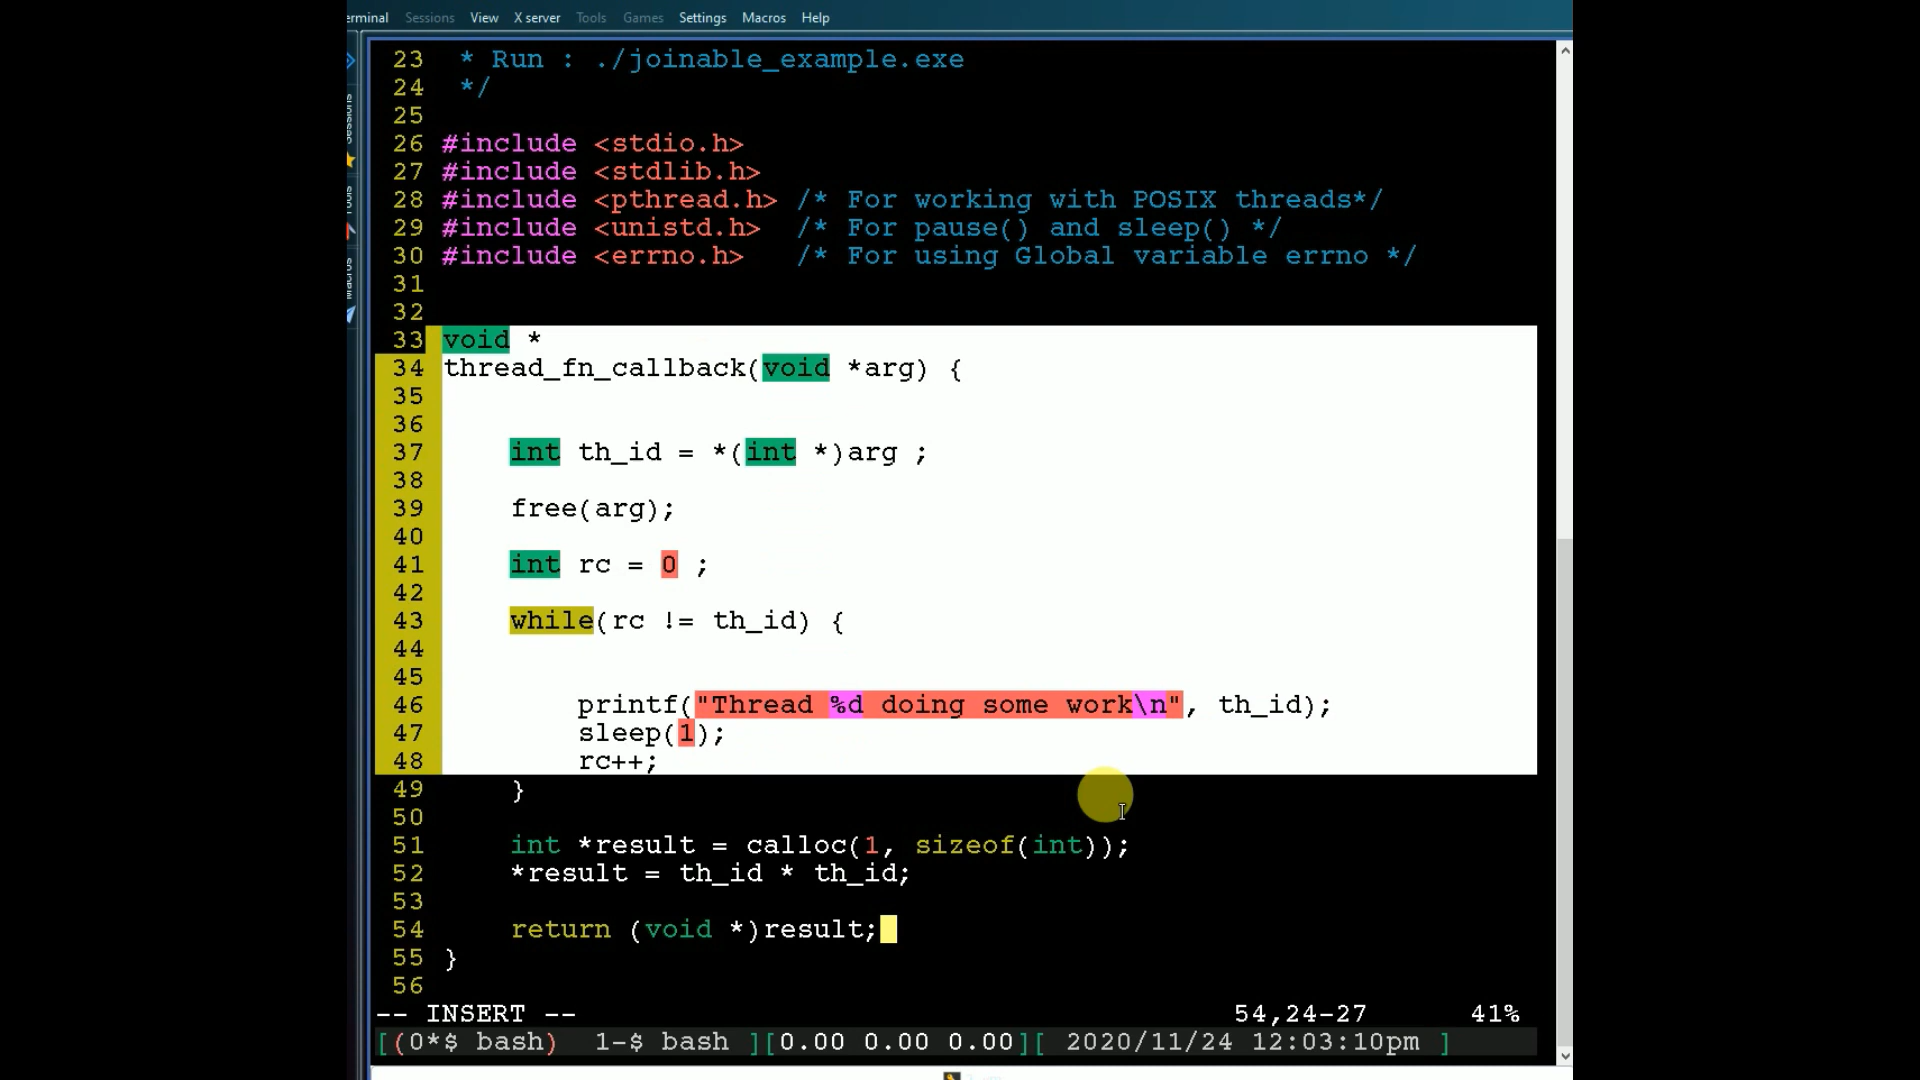 Sessions View X server Tools Games Settings Macros Help
23 * Run : ./joinable_example.exe
24 */
25
26 #include <stdio.h>
27 #include <stdlib.h>
28 #include <pthread.h> /* For working with POSIX threads*/
29 #include <unistd.h> /* For pause() and sleep() */
30 #include <errno.h> /* For using Global variable errno */
31
32
33 void *
34 thread_fn_callback(void *arg) {
35
36
37 int th_id = *(int *)arg ;
38
39 free(arg);
40
41 int rc = 0 ;
42
43 while(rc != th_id) {
44
45
46 printf("Thread %d doing some work\n", th_id);
47 sleep(1);
48 rc++;
49 }
50
51 int *result = calloc(1, sizeof(int));
52 *result = th_id * th_id;
53
54 return (void *)result;
55 }
56
-- INSERT -- 54,24-27 41%
[(0*$ bash) 1-$ bash ][0.00 0.00 0.00][ 2020/11/24 12:03:10pm ]